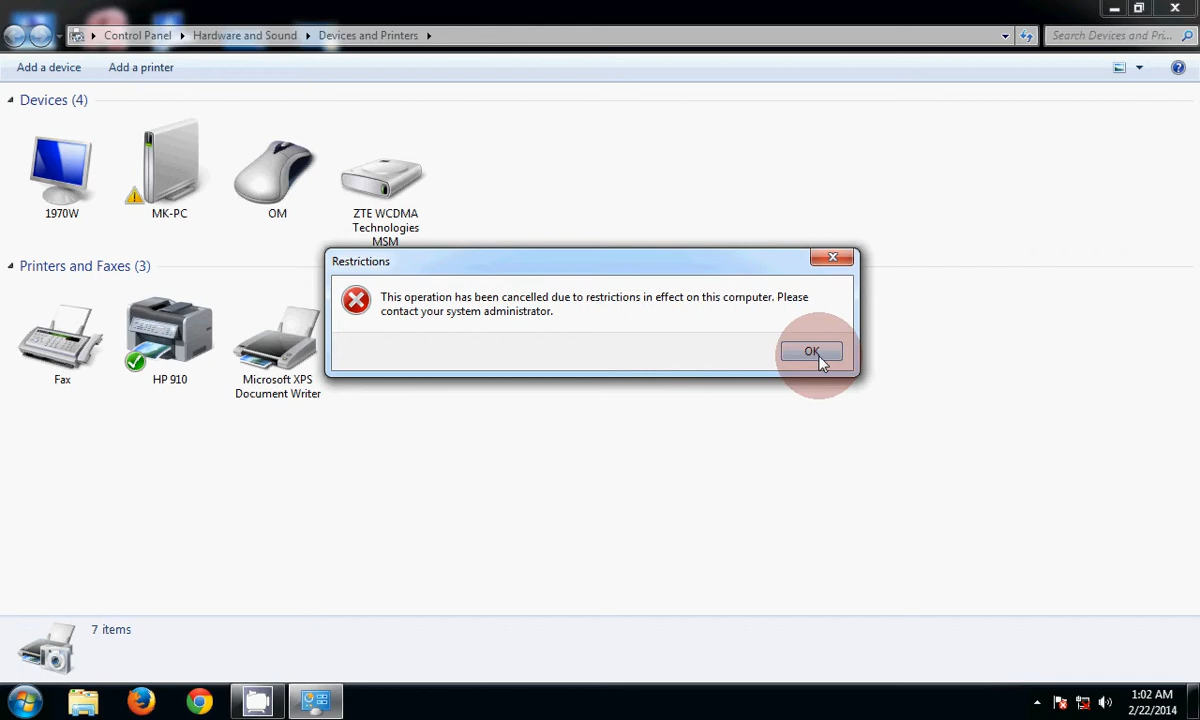 Control Panel
Hardware and Sound
Devices and Printers
Search Devices and Pri...
Add a device
Add a printer
Devices (4)
1970W
MK-PC
OM
ZTE WCDMA
Technologies
MSM
Printers and Faxes (3)
Fax
HP 910
Microsoft XPS
Document Writer
Restrictions
This operation has been cancelled due to restrictions in effect on this computer. Please
contact your system administrator.
OK
7 items
1:02 AM
2/22/2014